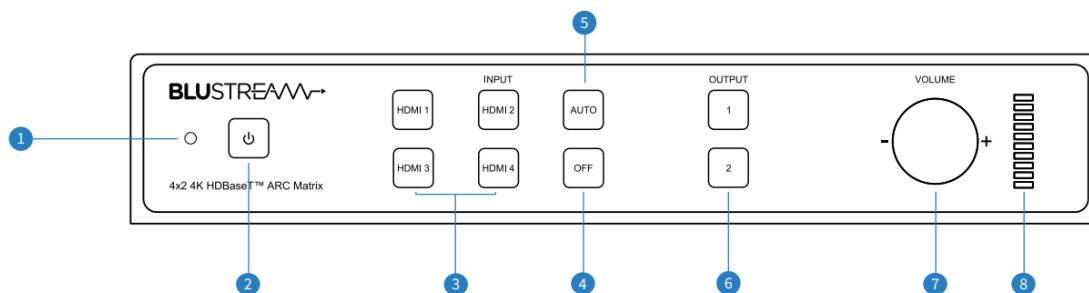 5
INPUT
OUTPUT
VOLUME
BLUSTREAM
HDMI 1
HDMI 2
AUTO
1
1
- +
HDMI 3
HDMI 4
OFF
2
4x2 4K HDBaseT™ ARC Matrix
2
3
4
6
7
8